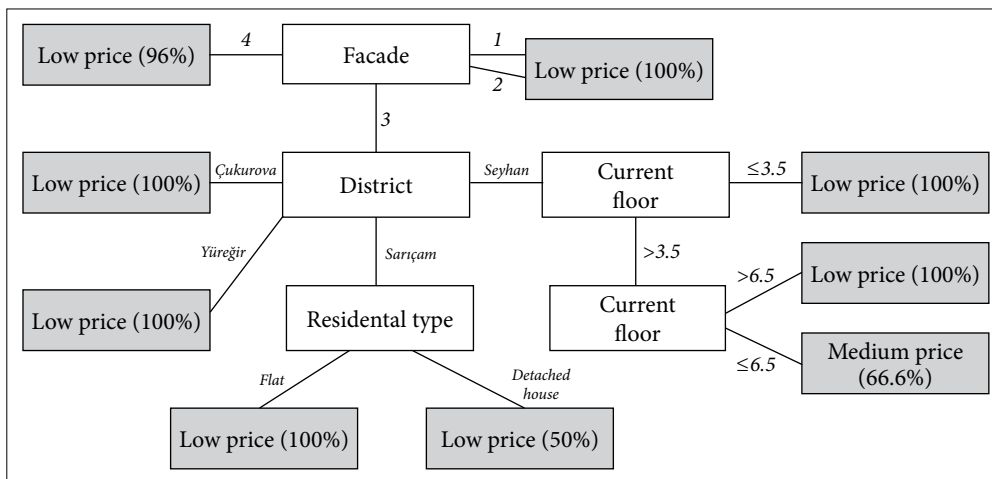 Low price (96%)
4
Facade
1
2
Low price (100%)
3
Low price (100%)
Çukurova
District
Seyhan
Current
floor
≤3.5
Low price (100%)
Yüreğir
Sarıçam
>3.5
Low price (100%)
Residental type
Current
floor
>6.5
Low price (100%)
≤6.5
Medium price
(66.6%)
Flat
Detached
house
Low price (100%)
Low price (50%)